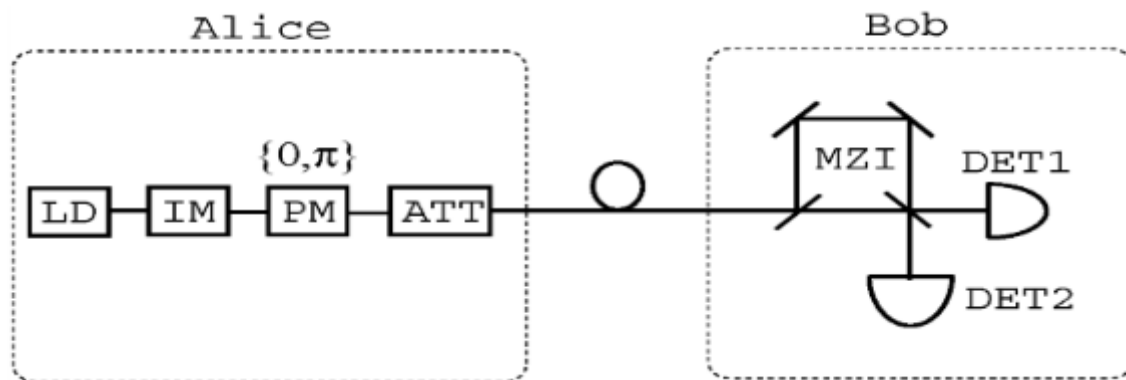 Alice
Bob
{0,π}
MZI
DET1
LD
IM
PM
ATT
DET2